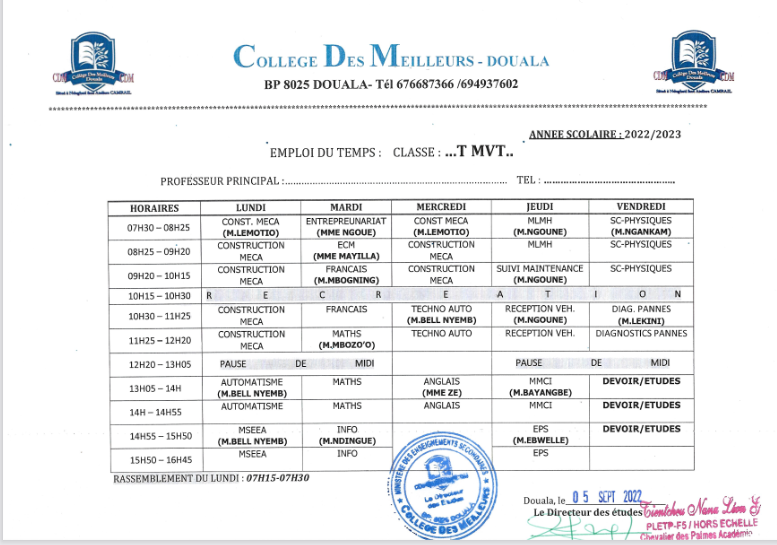 COLLEGE DES MEILLEURS - DOUALA
BP 8025 DOUALA- Tél 676687366 /694937602
ANNEE SCOLAIRE : 2022/2023
EMPLOI DU TEMPS : CLASSE : ...T MVT..
PROFESSEUR PRINCIPAL :.......... TEL : ..........
HORAIRES LUNDI MARDI MERCREDI JEUDI VENDREDI
07H30 – 08H25 CONST. MECA (M.LEMOTIO) ENTREPREUNARIAT (MME NGOUE) CONST MECA (M.LEMOTIO) MLMH (M.NGOUNE) SC-PHYSIQUES (M.NGANKAM)
08H25 – 09H20 CONSTRUCTION MECA ECM (MME MAYILLA) CONSTRUCTION MECA MLMH SC-PHYSIQUES
09H20 – 10H15 CONSTRUCTION MECA FRANCAIS (M.MBOGNING) CONSTRUCTION MECA SUIVI MAINTENANCE (M.NGOUNE) SC-PHYSIQUES
10H15 – 10H30 R E C R E A T I O N
10H30 – 11H25 CONSTRUCTION MECA FRANCAIS TECHNO AUTO (M.BELL NYEMB) RECEPTION VEH. (M.NGOUNE) DIAG. PANNES (M.LEKINI)
11H25 – 12H20 CONSTRUCTION MECA MATHS (M.MBOZO'O) TECHNO AUTO RECEPTION VEH. DIAGNOSTICS PANNES
12H20 – 13H05 PAUSE DE MIDI PAUSE DE MIDI
13H05 – 14H AUTOMATISME (M.BELL NYEMB) MATHS ANGLAIS (MME ZE) MMCI (M.BAYANGBE) DEVOIR/ETUDES
14H – 14H55 AUTOMATISME MATHS ANGLAIS MMCI DEVOIR/ETUDES
14H55 – 15H50 MSEEA (M.BELL NYEMB) INFO (M.NDINGUE) EPS (M.EBWELLE) DEVOIR/ETUDES
15H50 – 16H45 MSEEA INFO EPS
RASSEMBLEMENT DU LUNDI : 07H15-07H30
MINISTÈRE DES ENSEIGNEMENTS SECONDAIRES
Le Directeur
des Etudes
BP 8025 DOUALA
COLLEGE DES MEILLEURS
Douala, le 05 SEPT 2022
Le Directeur des études
PLETP-F5 / HORS ECHELLE
Chevalier des Palmes Académic